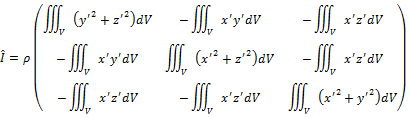 Î = ρ ( ∭_V (y'² + z'²)dV   −∭_V x'y'dV   −∭_V x'z'dV
−∭_V x'y'dV   ∭_V (x'² + z'²)dV   −∭_V x'z'dV
−∭_V x'z'dV   −∭_V x'z'dV   ∭_V (x'² + y'²)dV )